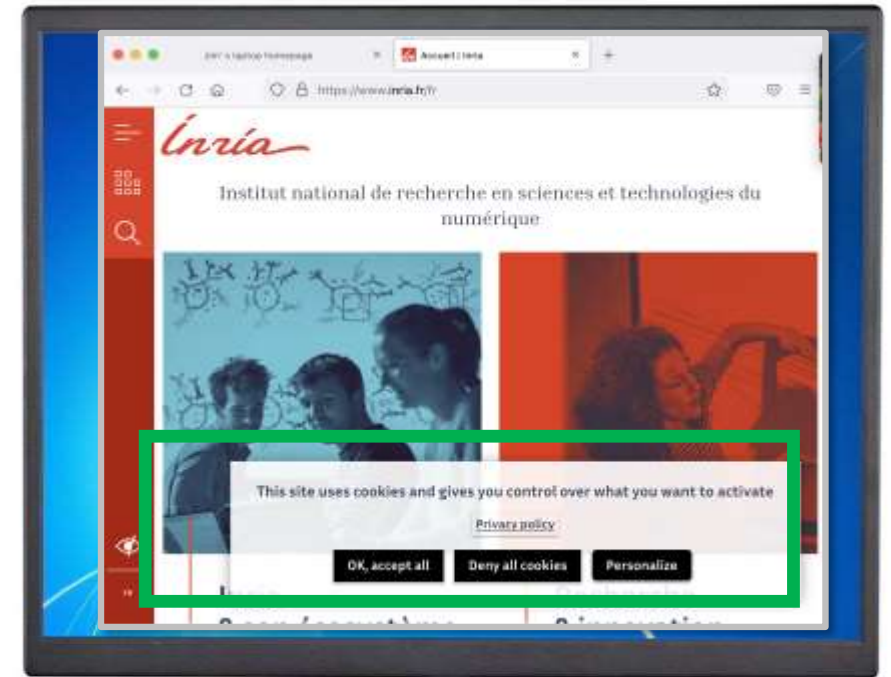 Accueil | Inria
https://www.inria.fr/fr
Inria
Institut national de recherche en sciences et technologies du
numérique
This site uses cookies and gives you control over what you want to activate
Privacy policy
OK, accept all
Deny all cookies
Personalize